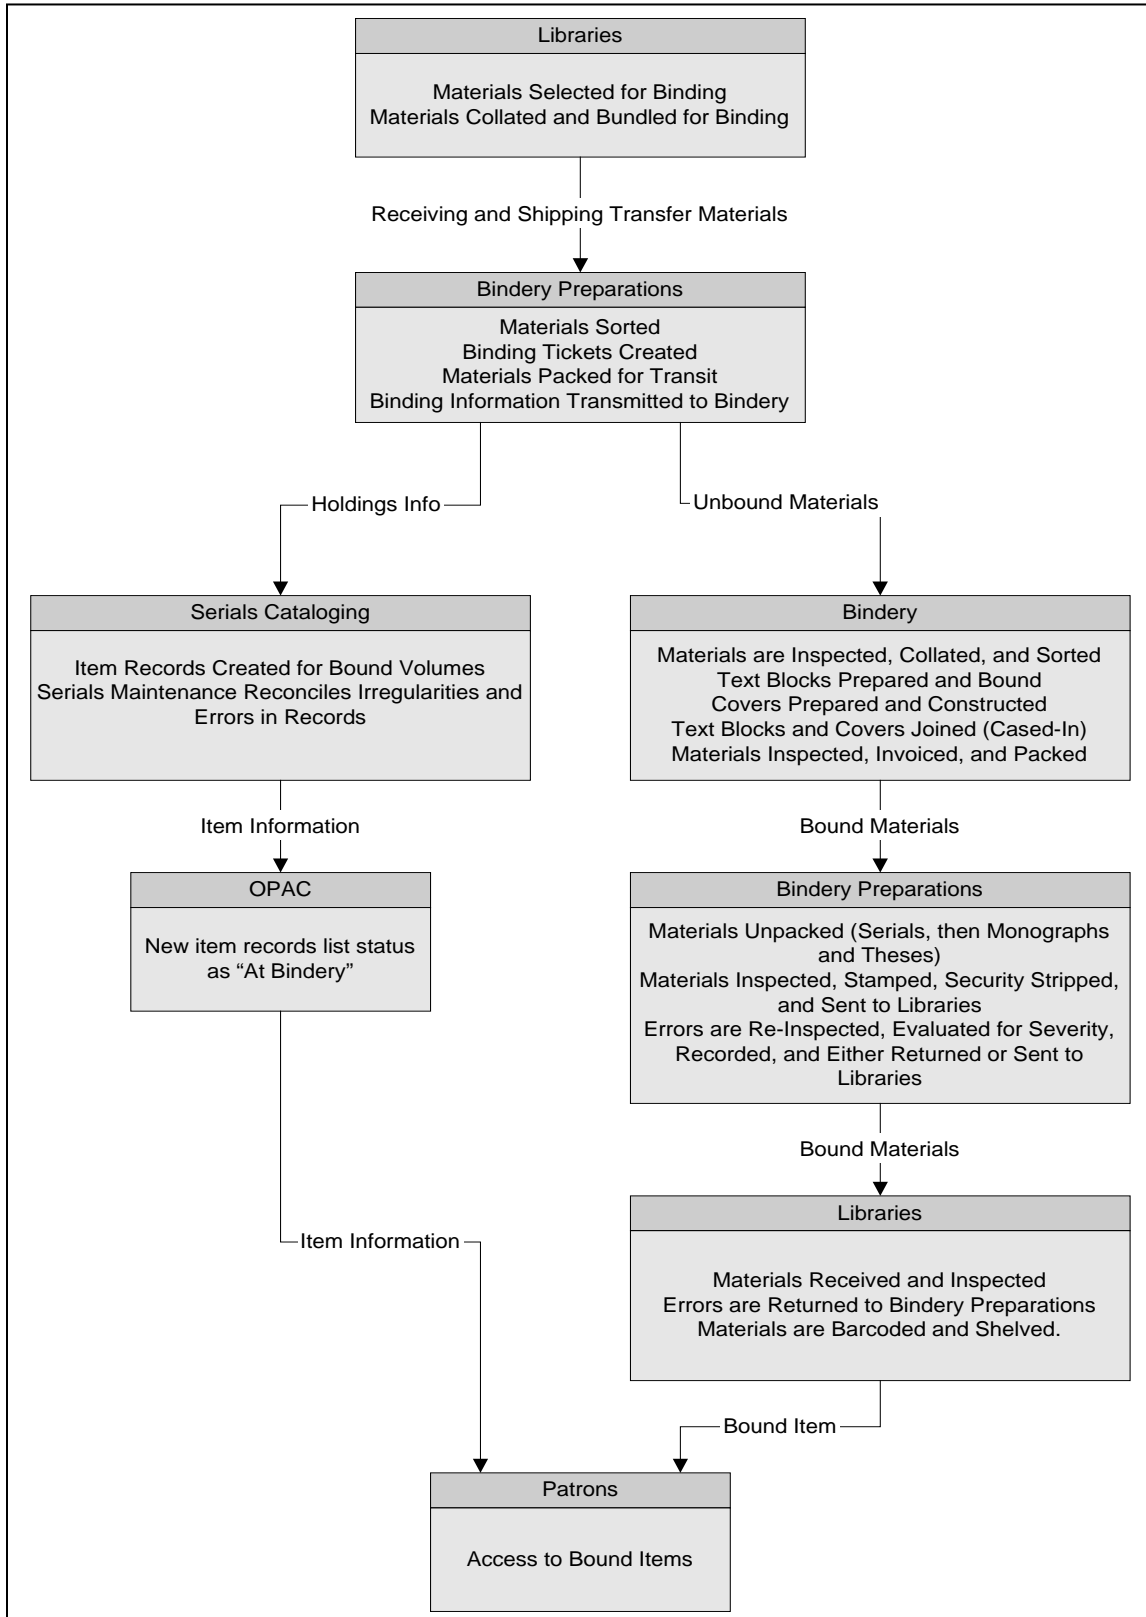 Libraries
Materials Selected for Binding
Materials Collated and Bundled for Binding
Receiving and Shipping Transfer Materials
Bindery Preparations
Materials Sorted
Binding Tickets Created
Materials Packed for Transit
Binding Information Transmitted to Bindery
Holdings Info
Unbound Materials
Serials Cataloging
Item Records Created for Bound Volumes
Serials Maintenance Reconciles Irregularities and
Errors in Records
Bindery
Materials are Inspected, Collated, and Sorted
Text Blocks Prepared and Bound
Covers Prepared and Constructed
Text Blocks and Covers Joined (Cased-In)
Materials Inspected, Invoiced, and Packed
Item Information
Bound Materials
OPAC
New item records list status
as “At Bindery”
Bindery Preparations
Materials Unpacked (Serials, then Monographs
and Theses)
Materials Inspected, Stamped, Security Stripped,
and Sent to Libraries
Errors are Re-Inspected, Evaluated for Severity,
Recorded, and Either Returned or Sent to
Libraries
Bound Materials
Libraries
Materials Received and Inspected
Errors are Returned to Bindery Preparations
Materials are Barcoded and Shelved.
Item Information
Bound Item
Patrons
Access to Bound Items